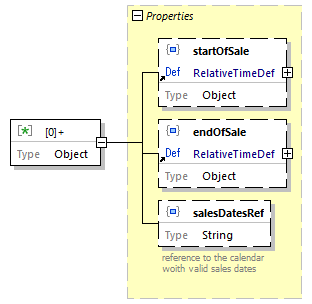 Properties
startOfSale
Def RelativeTimeDef
Type Object
[0]+
Type Object
endOfSale
Def RelativeTimeDef
Type Object
salesDatesRef
Type String
reference to the calendar
woith valid sales dates